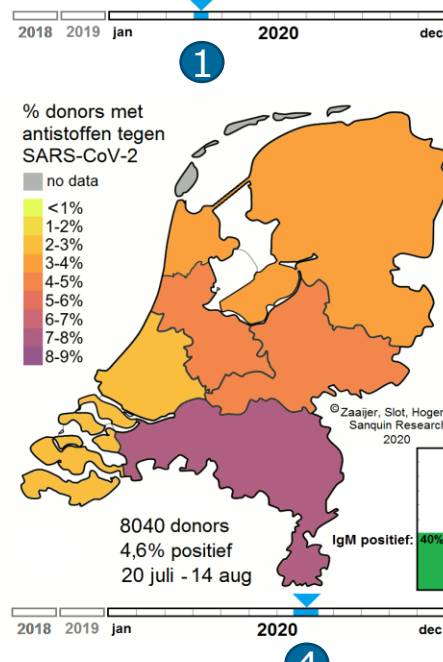 2018 2019 jan 2020 dec
1
% donors met
antistoffen tegen
SARS-CoV-2
no data
<1%
1-2%
2-3%
3-4%
4-5%
5-6%
6-7%
7-8%
8-9%
©Zaaijer, Slot, Hoger
Sanquin Research
2020
8040 donors
4,6% positief
20 juli - 14 aug
IgM positief: 40%
2018 2019 jan 2020 dec
4